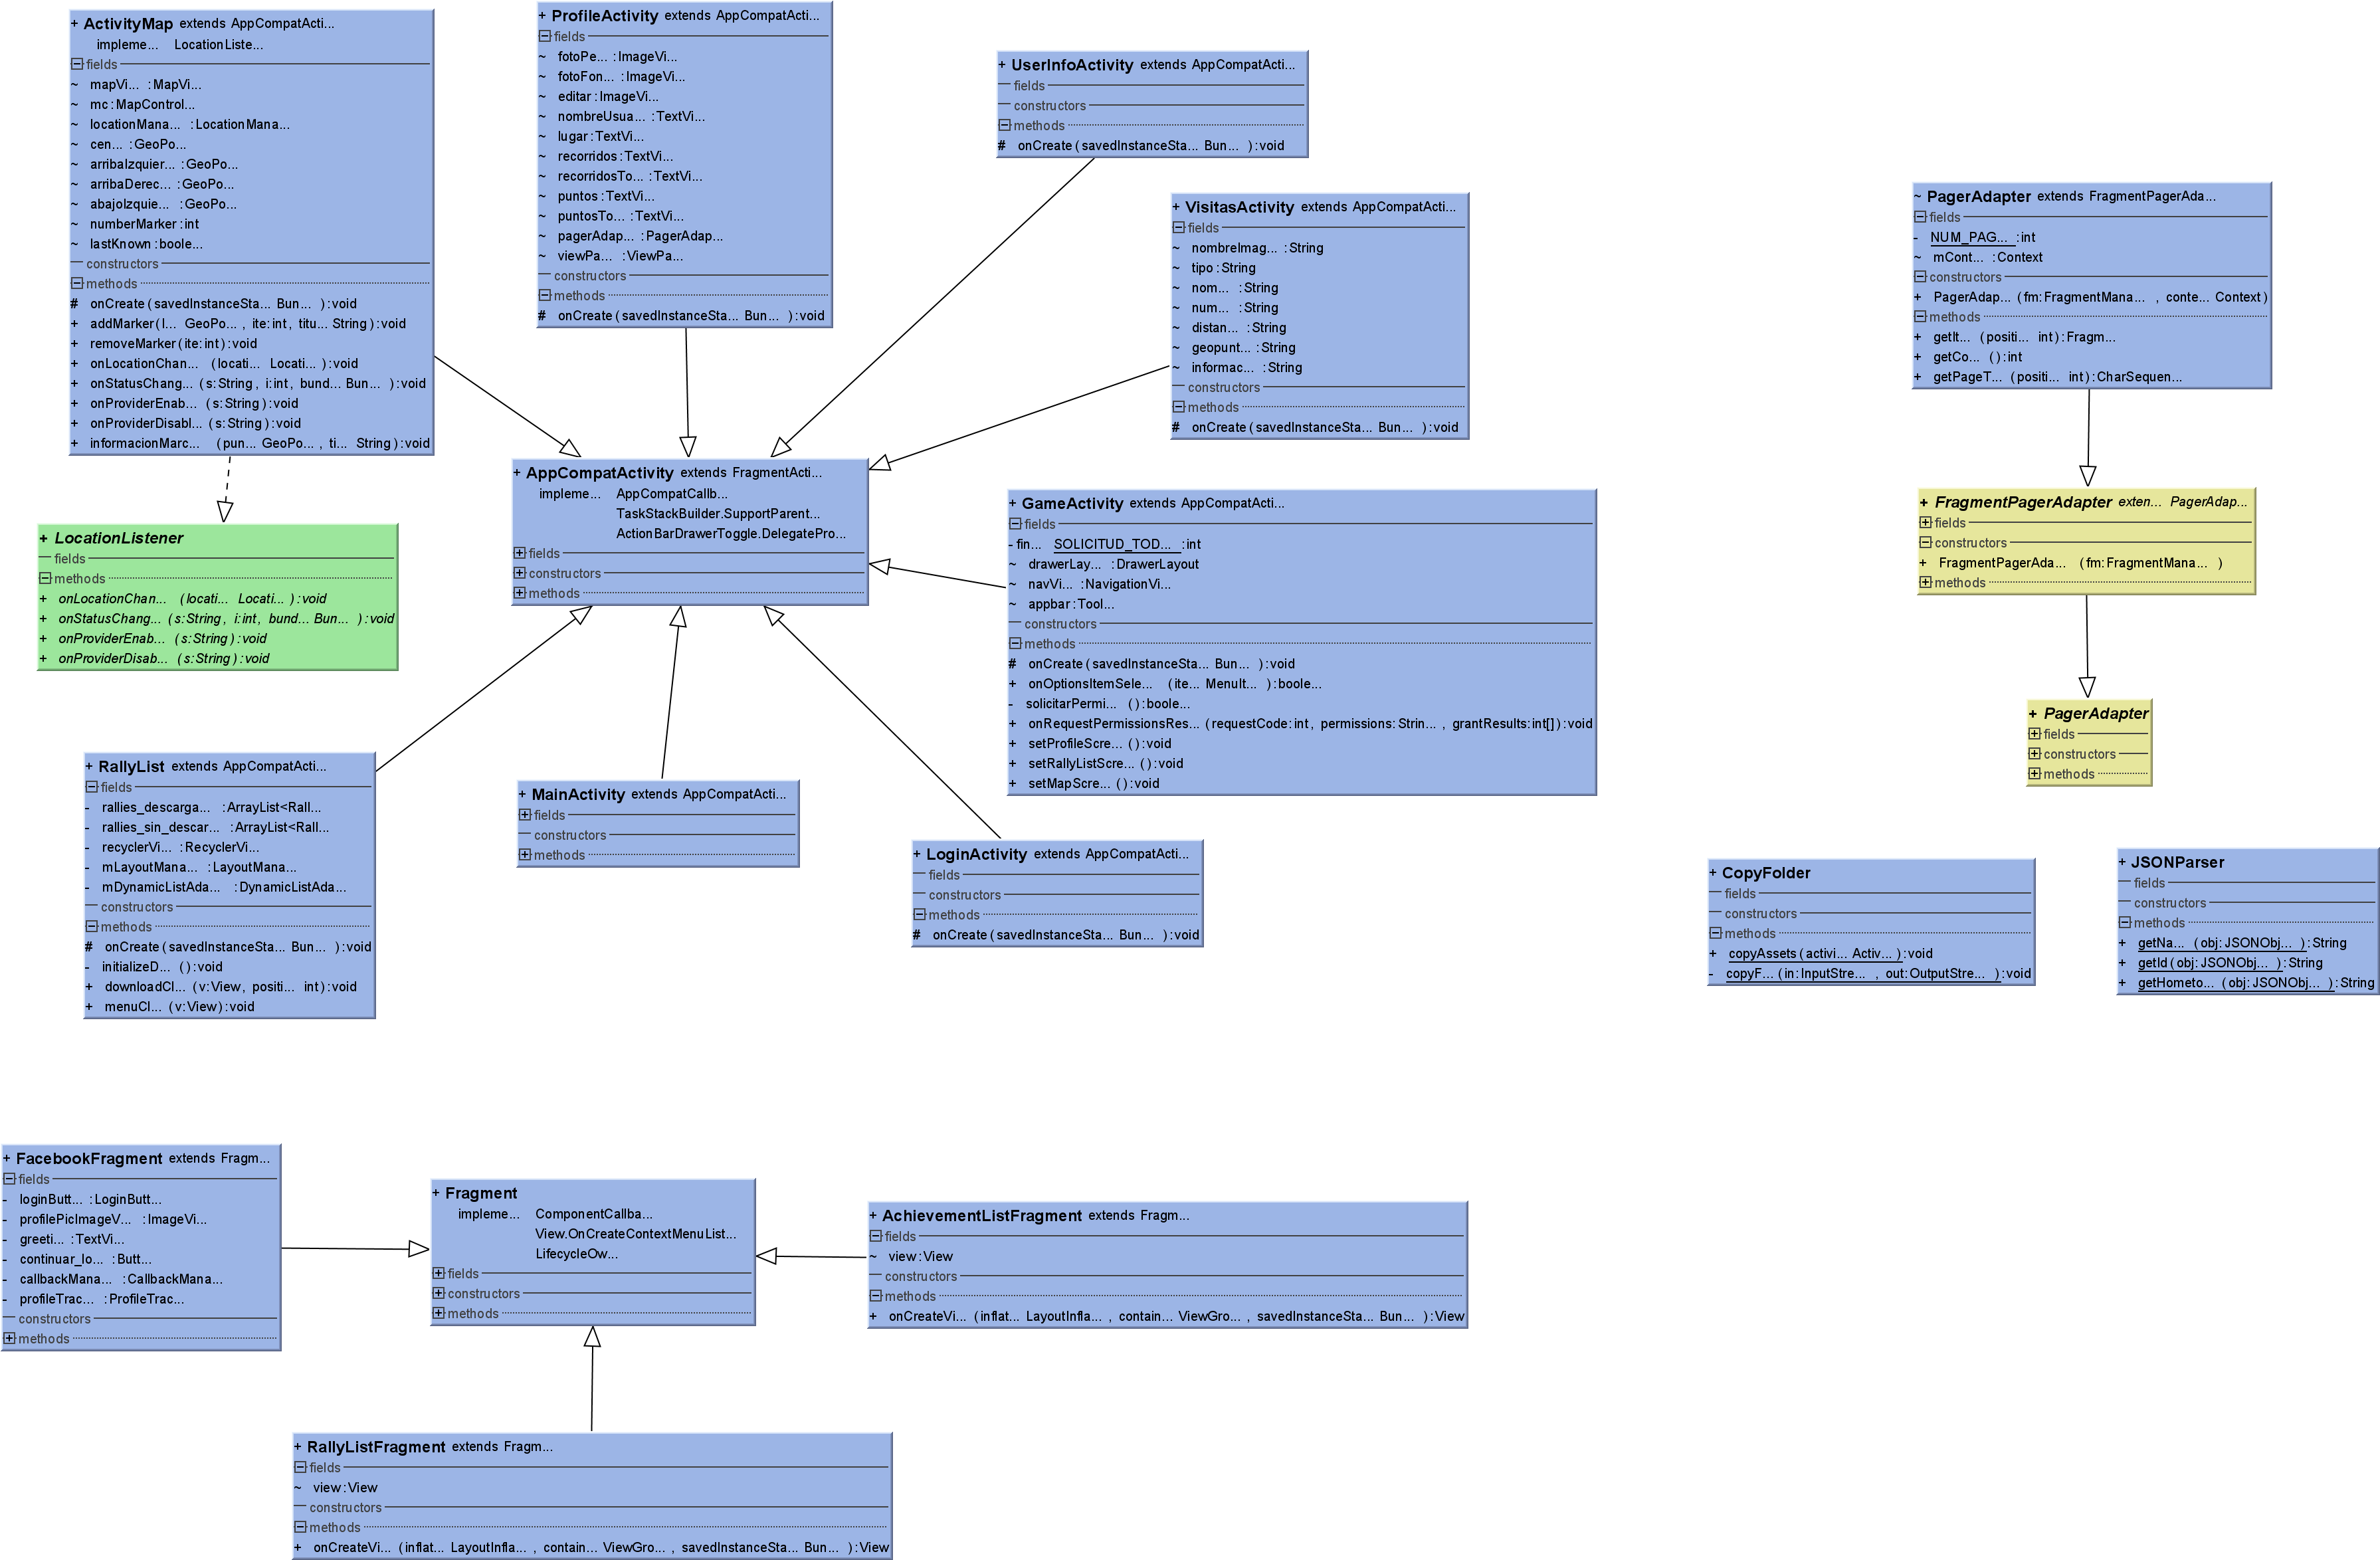 + ActivityMap extends AppCompatActi...
impleme... LocationListe...
fields
~ mapVi... :MapVi...
~ mc:MapControl...
~ locationMana... :LocationMana...
~ cen... :GeoPo...
~ arribaIzquier... :GeoPo...
~ arribaDerec... :GeoPo...
~ abajoIzquie... :GeoPo...
~ numberMarker:int
~ lastKnown:boole...
constructors
methods
# onCreate(savedInstanceSta... Bun... ):void
+ addMarker(l... GeoPo... , ite:int, titu... String):void
+ removeMarker(ite:int):void
+ onLocationChan... (locati... Locati... ):void
+ onStatusChang... (s:String, i:int, bund... Bun... ):void
+ onProviderEnab... (s:String):void
+ onProviderDisabl... (s:String):void
+ informacionMarc... (pun... GeoPo... , ti... String):void
+ ProfileActivity extends AppCompatActi...
fields
~ fotoPe... :ImageVi...
~ fotoFon... :ImageVi...
~ editar:ImageVi...
~ nombreUsua... :TextVi...
~ lugar:TextVi...
~ recorridos:TextVi...
~ recorridosTo... :TextVi...
~ puntos:TextVi...
~ puntosTo... :TextVi...
~ pagerAdap... :PagerAdap...
~ viewPa... :ViewPa...
constructors
methods
# onCreate(savedInstanceSta... Bun... ):void
+ UserInfoActivity extends AppCompatActi...
fields
constructors
methods
# onCreate(savedInstanceSta... Bun... ):void
+ VisitasActivity extends AppCompatActi...
fields
~ nombreImag... :String
~ tipo:String
~ nom... :String
~ num... :String
~ distan... :String
~ geopunt... :String
~ informac... :String
constructors
methods
# onCreate(savedInstanceSta... Bun... ):void
~ PagerAdapter extends FragmentPagerAda...
fields
- NUM_PAG... :int
~ mCont... :Context
constructors
+ PagerAdap... (fm:FragmentMana... , conte... Context)
methods
+ getIt... (positi... int):Fragm...
+ getCo... ():int
+ getPageT... (positi... int):CharSequen...
+ AppCompatActivity extends FragmentActi...
impleme... AppCompatCallb...
TaskStackBuilder.SupportParent...
ActionBarDrawerToggle.DelegatePro...
fields
constructors
methods
+ LocationListener
fields
methods
+ onLocationChan... (locati... Locati... ):void
+ onStatusChang... (s:String, i:int, bund... Bun... ):void
+ onProviderEnab... (s:String):void
+ onProviderDisab... (s:String):void
+ GameActivity extends AppCompatActi...
fields
- fin... SOLICITUD_TOD... :int
~ drawerLay... :DrawerLayout
~ navVi... :NavigationVi...
~ appbar:Tool...
constructors
methods
# onCreate(savedInstanceSta... Bun... ):void
+ onOptionsItemSele... (ite... MenuIt... ):boole...
- solicitarPermi... ():boole...
+ onRequestPermissionsRes... (requestCode:int, permissions:Strin... , grantResults:int[]):void
+ setProfileScre... ():void
+ setRallyListScre... ():void
+ setMapScre... ():void
+ FragmentPagerAdapter exten... PagerAdap...
fields
constructors
+ FragmentPagerAda... (fm:FragmentMana... )
methods
+ PagerAdapter
fields
constructors
methods
+ RallyList extends AppCompatActi...
fields
- rallies_descarga... :ArrayList<Rall...
- rallies_sin_descar... :ArrayList<Rall...
- recyclerVi... :RecyclerVi...
- mLayoutMana... :LayoutMana...
- mDynamicListAda... :DynamicListAda...
constructors
methods
# onCreate(savedInstanceSta... Bun... ):void
- initializeD... ():void
+ downloadCl... (v:View, positi... int):void
+ menuCl... (v:View):void
+ MainActivity extends AppCompatActi...
fields
constructors
methods
+ LoginActivity extends AppCompatActi...
fields
constructors
methods
# onCreate(savedInstanceSta... Bun... ):void
+ CopyFolder
fields
constructors
methods
+ copyAssets(activi... Activ... ):void
- copyF... (in:InputStre... , out:OutputStre... ):void
+ JSONParser
fields
constructors
methods
+ getNa... (obj:JSONObj... ):String
+ getId(obj:JSONObj... ):String
+ getHometo... (obj:JSONObj... ):String
+ FacebookFragment extends Fragm...
fields
- loginButt... :LoginButt...
- profilePicImageV... :ImageVi...
- greeti... :TextVi...
- continuar_lo... :Butt...
- callbackMana... :CallbackMana...
- profileTrac... :ProfileTrac...
constructors
methods
+ Fragment
impleme... ComponentCallba...
View.OnCreateContextMenuList...
LifecycleOw...
fields
constructors
methods
+ AchievementListFragment extends Fragm...
fields
~ view:View
constructors
methods
+ onCreateVi... (inflat... LayoutInfla... , contain... ViewGro... , savedInstanceSta... Bun... ):View
+ RallyListFragment extends Fragm...
fields
~ view:View
constructors
methods
+ onCreateVi... (inflat... LayoutInfla... , contain... ViewGro... , savedInstanceSta... Bun... ):View